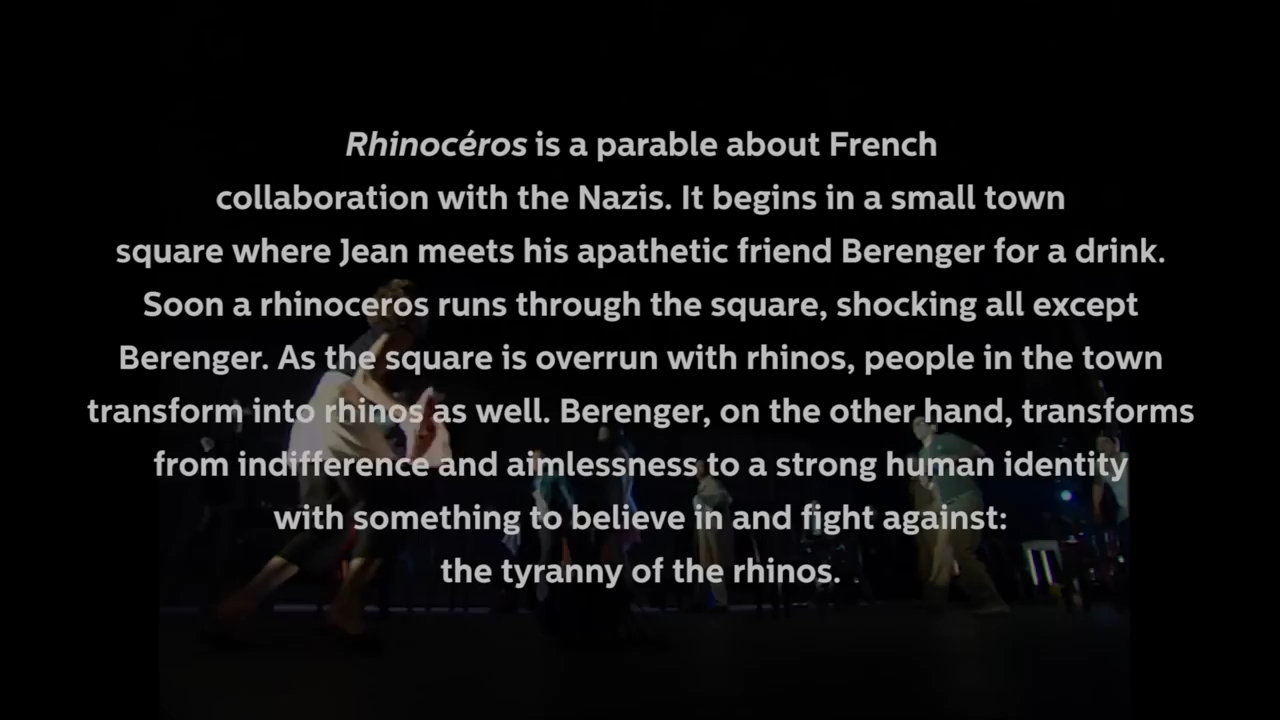 Rhinocéros is a parable about French
collaboration with the Nazis. It begins in a small town
square where Jean meets his apathetic friend Berenger for a drink.
Soon a rhinoceros runs through the square, shocking all except
Berenger. As the square is overrun with rhinos, people in the town
transform into rhinos as well. Berenger, on the other hand, transforms
from indifference and aimlessness to a strong human identity
with something to believe in and fight against:
the tyranny of the rhinos.